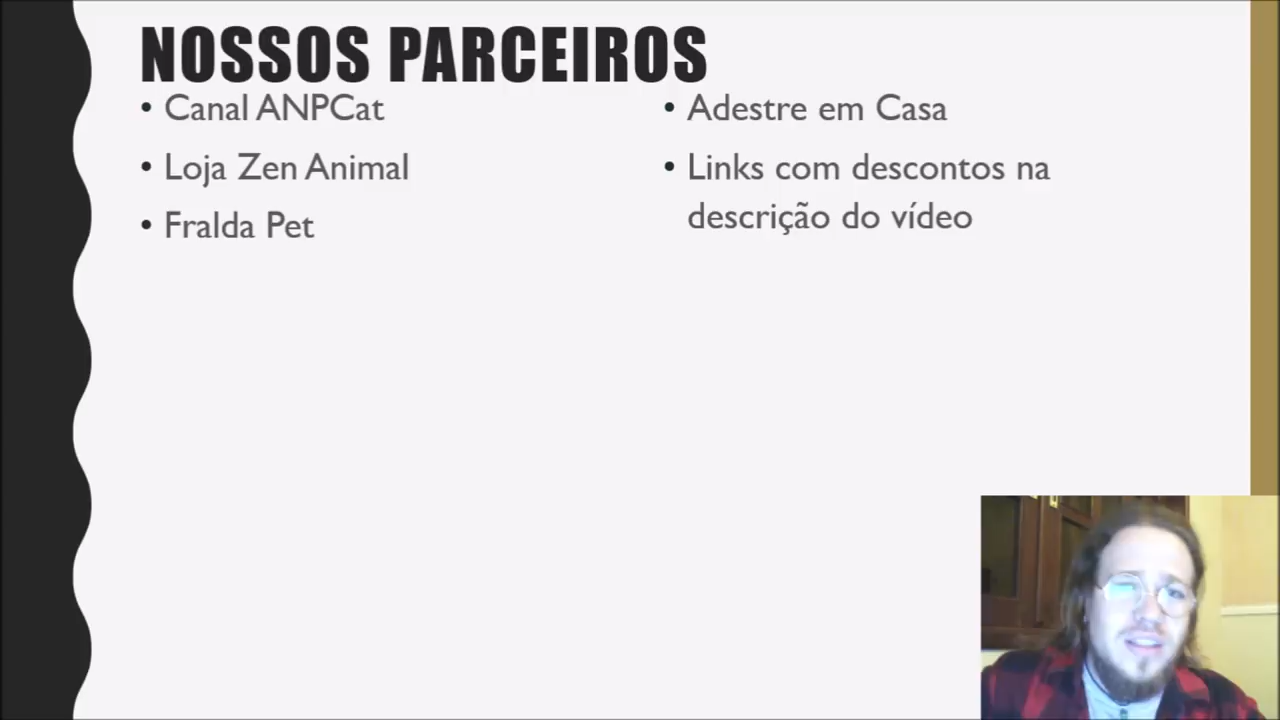 NOSSOS PARCEIROS
• Canal ANPCat
• Loja Zen Animal
• Fralda Pet
• Adestre em Casa
• Links com descontos na
descrição do vídeo